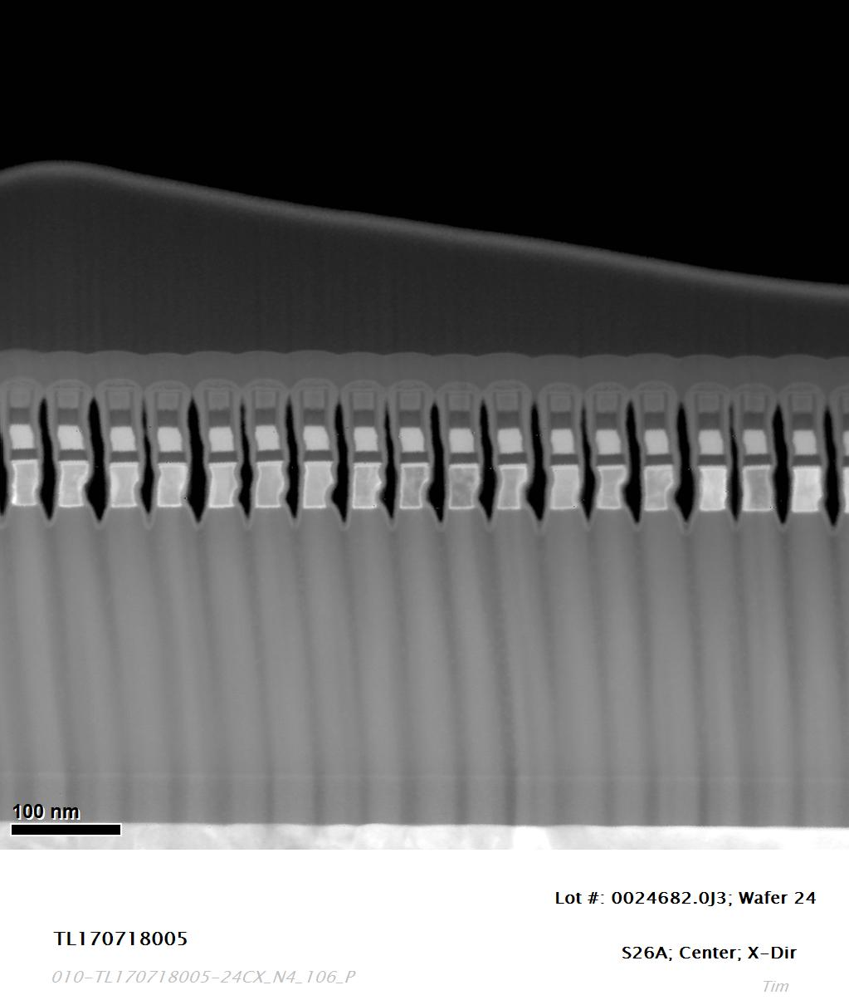 100 nm
Lot #: 0024682.0J3; Wafer 24
TL170718005
S26A; Center; X-Dir
010-TL170718005-24CX_N4_106_P
Tim